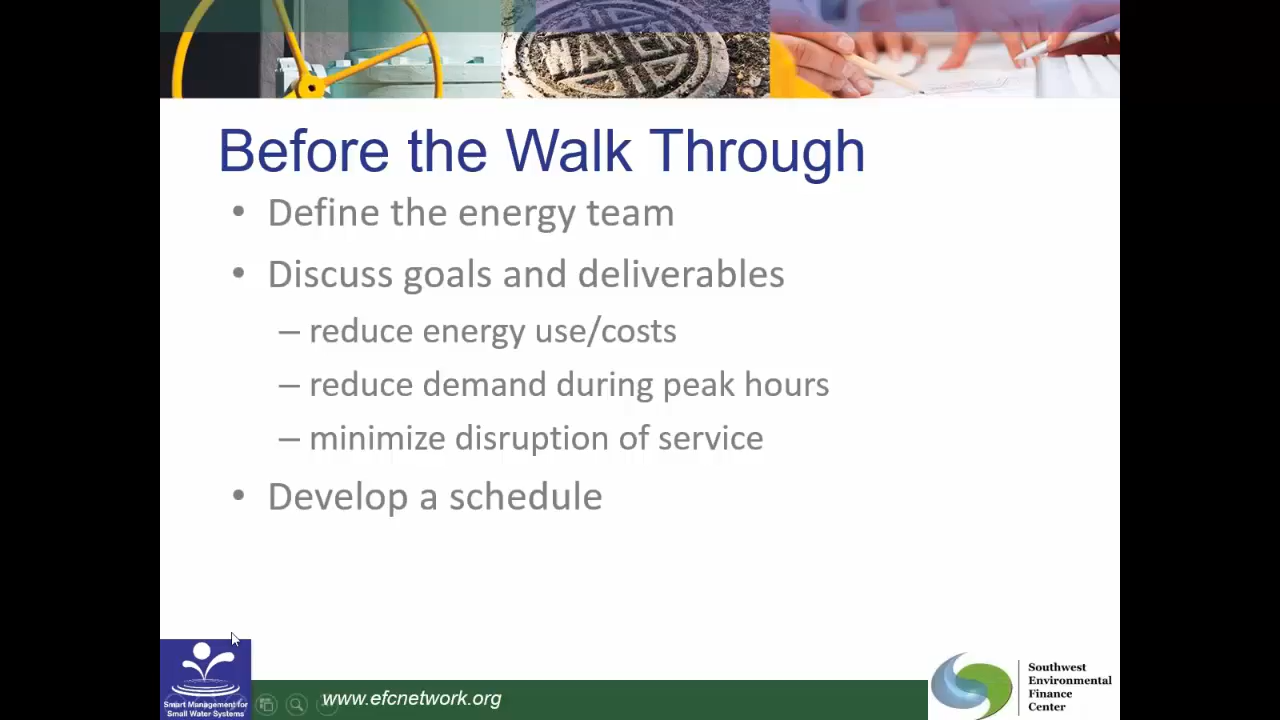 WATER
Before the Walk Through
• Define the energy team
• Discuss goals and deliverables
– reduce energy use/costs
– reduce demand during peak hours
– minimize disruption of service
• Develop a schedule
Smart Management for
Small Water Systems
www.efcnetwork.org
Southwest
Environmental
Finance
Center